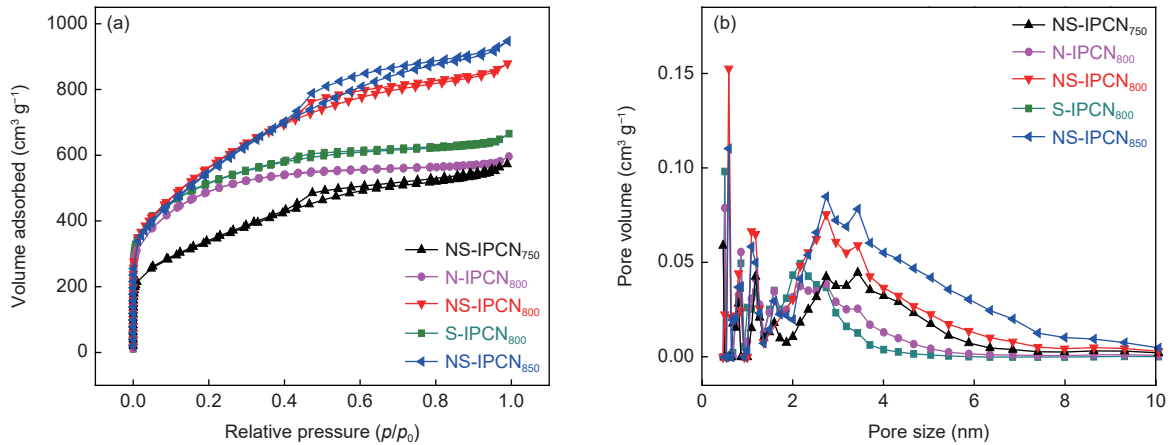 (a)
1000
800
600
400
200
0
Volume adsorbed (cm³ g⁻¹)
NS-IPCN₇₅₀
N-IPCN₈₀₀
NS-IPCN₈₀₀
S-IPCN₈₀₀
NS-IPCN₈₅₀
0.0 0.2 0.4 0.6 0.8 1.0
Relative pressure (p/p₀)
(b)
0.15
0.10
0.05
0.00
Pore volume (cm³ g⁻¹)
NS-IPCN₇₅₀
N-IPCN₈₀₀
NS-IPCN₈₀₀
S-IPCN₈₀₀
NS-IPCN₈₅₀
0 2 4 6 8 10
Pore size (nm)